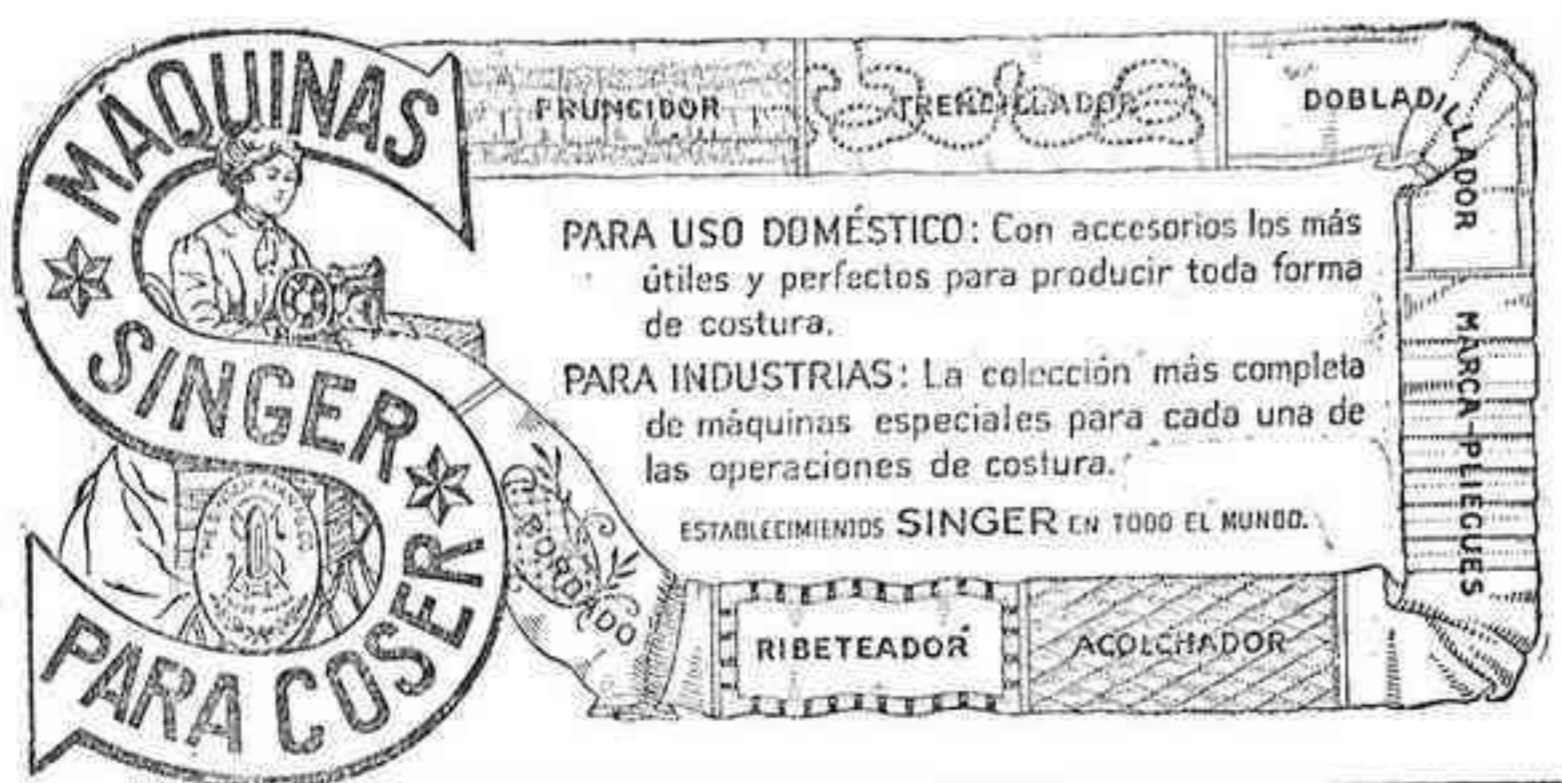 MÁQUINAS
SINGER
PARA COSER
FRUNCIDOR
TRENCILLADOR
DOBLADILLADOR
MARCA-PLIEGUES
PARA USO DOMÉSTICO: Con accesorios los más
útiles y perfectos para producir toda forma
de costura.
PARA INDUSTRIAS: La colección más completa
de máquinas especiales para cada una de
las operaciones de costura.
ESTABLECIMIENTOS SINGER EN TODO EL MUNDO.
BORDADO
RIBETEADOR
ACOLCHADOR